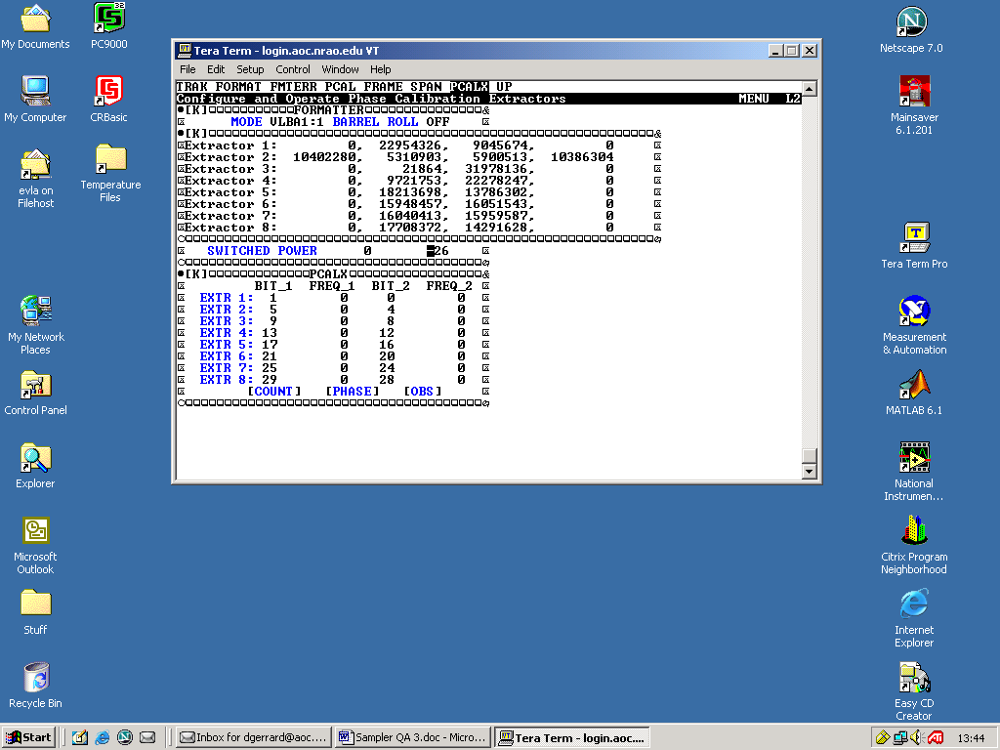 My Documents
PC9000
My Computer
CRBasic
evla on
Filehost
Temperature
Files
My Network
Places
Control Panel
Explorer
Microsoft
Outlook
Stuff
Recycle Bin
Tera Term - login.aoc.nrao.edu VT
File Edit Setup Control Window Help
TRAK FORMAT FMTERR PCAL FRAME SPAN PCALX UP
Configure and Operate Phase Calibration Extractors MENU L2
[K] FORMATTER
MODE VLBA1:1 BARREL ROLL OFF
[K]
Extractor 1: 0, 22954326, 9045674, 0
Extractor 2: 10402280, 5310903, 5900513, 10386304
Extractor 3: 0, 21864, 31978136, 0
Extractor 4: 0, 9721753, 22278247, 0
Extractor 5: 0, 18213698, 13786302, 0
Extractor 6: 0, 15948457, 16051543, 0
Extractor 7: 0, 16040413, 15959587, 0
Extractor 8: 0, 17708372, 14291628, 0
SWITCHED POWER 0 26
[K] PCALX
BIT_1 FREQ_1 BIT_2 FREQ_2
EXTR 1: 1 0 0 0
EXTR 2: 5 0 4 0
EXTR 3: 9 0 8 0
EXTR 4: 13 0 12 0
EXTR 5: 17 0 16 0
EXTR 6: 21 0 20 0
EXTR 7: 25 0 24 0
EXTR 8: 29 0 28 0
[COUNT] [PHASE] [OBS]
Netscape 7.0
Mainsaver
6.1.201
Tera Term Pro
Measurement
& Automation
MATLAB 6.1
National
Instrumen...
Citrix Program
Neighborhood
Internet
Explorer
Easy CD
Creator
Start
Inbox for dgerrard@aoc....
Sampler QA 3.doc - Micro...
Tera Term - login.aoc....
13:44